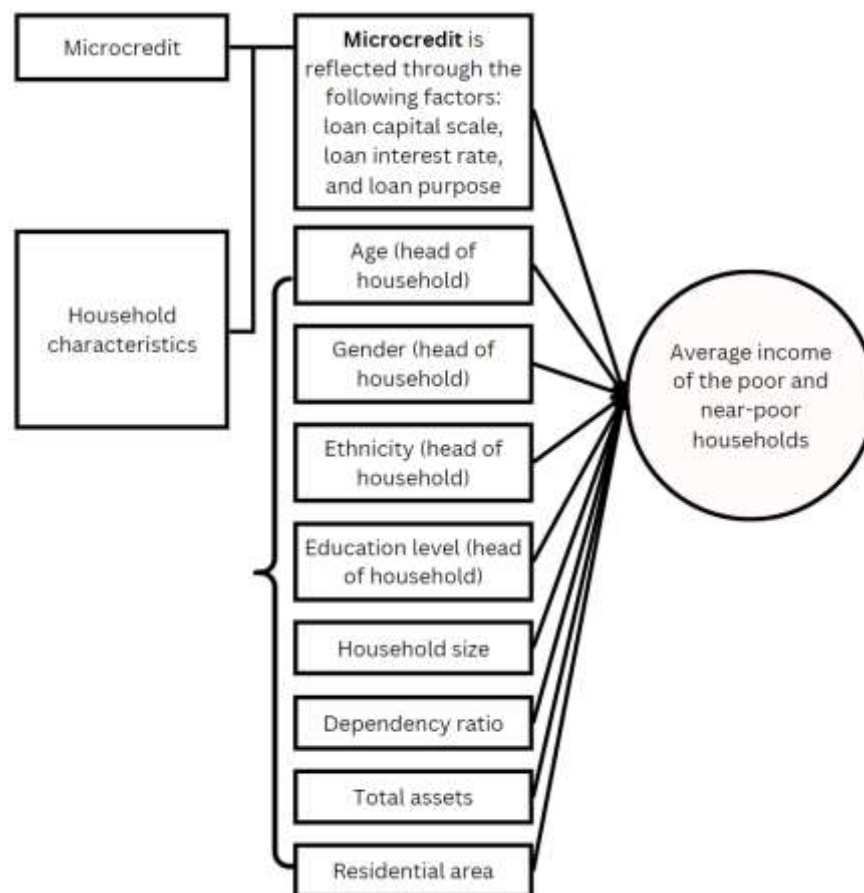 Microcredit
Microcredit is
reflected through the
following factors:
loan capital scale,
loan interest rate,
and loan purpose
Household
characteristics
Age (head of
household)
Gender (head of
household)
Ethnicity (head of
household)
Education level (head
of household)
Household size
Dependency ratio
Total assets
Residential area
Average income
of the poor and
near-poor
households